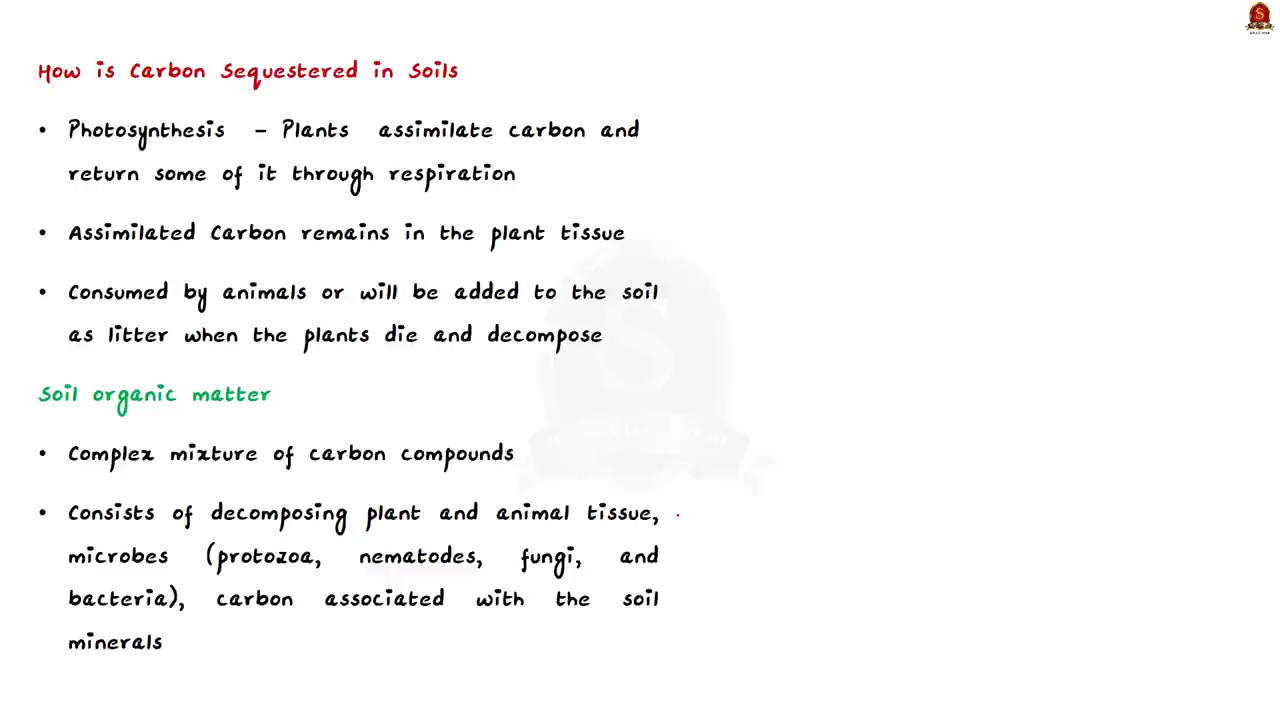 How is Carbon Sequestered in Soils
• Photosynthesis – Plants assimilate carbon and
return some of it through respiration
• Assimilated Carbon remains in the plant tissue
• Consumed by animals or will be added to the soil
as litter when the plants die and decompose
Soil organic matter
• Complex mixture of carbon compounds
• Consists of decomposing plant and animal tissue,
microbes (protozoa, nematodes, fungi, and
bacteria), carbon associated with the soil
minerals